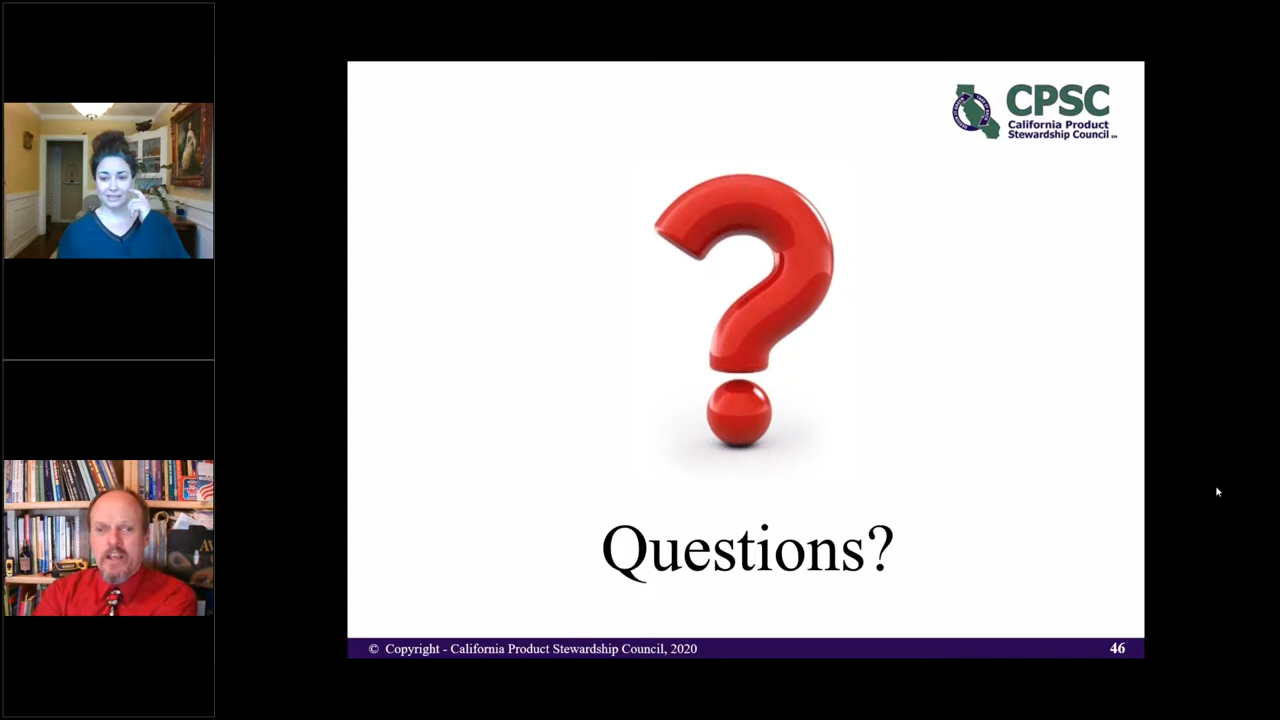 CPSC
California Product
Stewardship Council
Questions?
© Copyright - California Product Stewardship Council, 2020
46